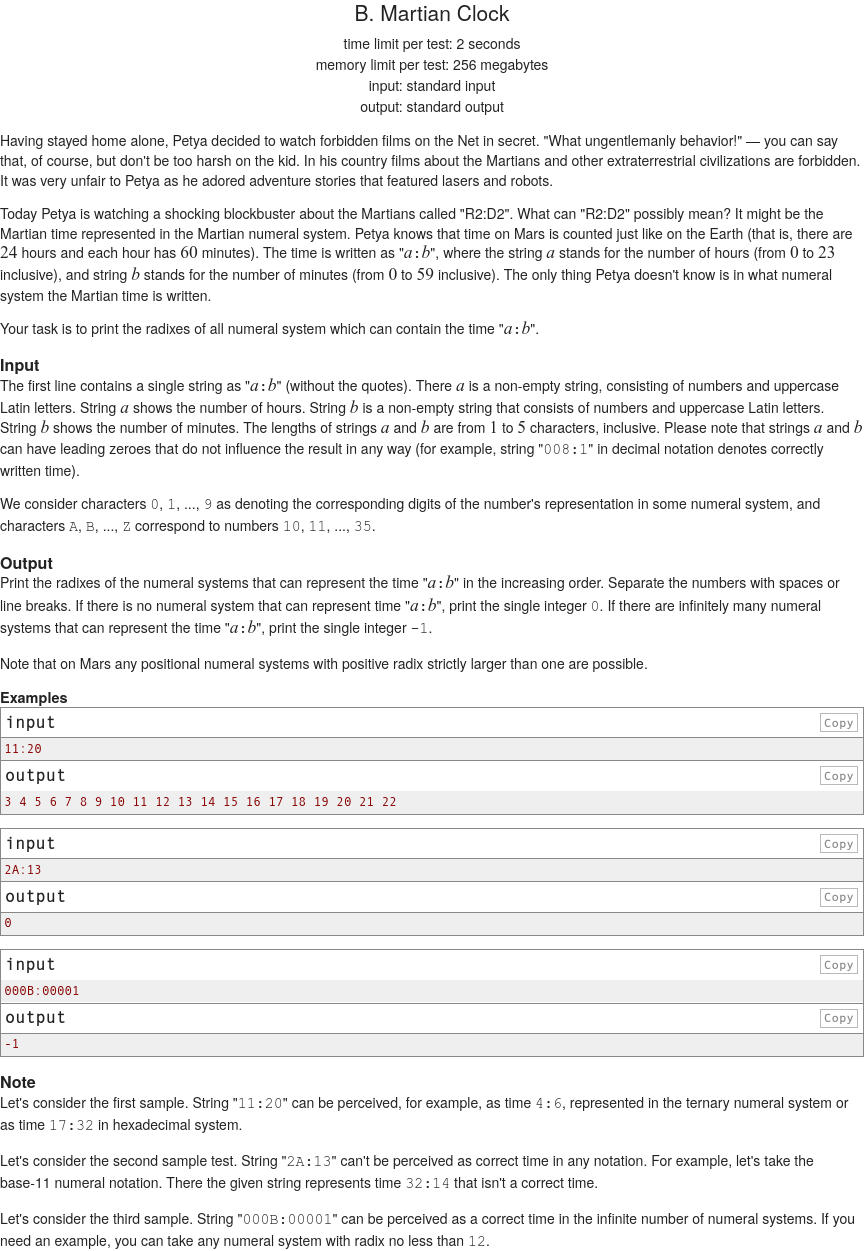 B. Martian Clock
time limit per test: 2 seconds
memory limit per test: 256 megabytes
input: standard input
output: standard output
Having stayed home alone, Petya decided to watch forbidden films on the Net in secret. "What ungentlemanly behavior!" — you can say
that, of course, but don't be too harsh on the kid. In his country films about the Martians and other extraterrestrial civilizations are forbidden.
It was very unfair to Petya as he adored adventure stories that featured lasers and robots.
Today Petya is watching a shocking blockbuster about the Martians called "R2:D2". What can "R2:D2" possibly mean? It might be the
Martian time represented in the Martian numeral system. Petya knows that time on Mars is counted just like on the Earth (that is, there are
24 hours and each hour has 60 minutes). The time is written as "a:b", where the string a stands for the number of hours (from 0 to 23
inclusive), and string b stands for the number of minutes (from 0 to 59 inclusive). The only thing Petya doesn't know is in what numeral
system the Martian time is written.
Your task is to print the radixes of all numeral system which can contain the time "a:b".
Input
The first line contains a single string as "a:b" (without the quotes). There a is a non-empty string, consisting of numbers and uppercase
Latin letters. String a shows the number of hours. String b is a non-empty string that consists of numbers and uppercase Latin letters.
String b shows the number of minutes. The lengths of strings a and b are from 1 to 5 characters, inclusive. Please note that strings a and b
can have leading zeroes that do not influence the result in any way (for example, string "008:1" in decimal notation denotes correctly
written time).
We consider characters 0, 1, ..., 9 as denoting the corresponding digits of the number's representation in some numeral system, and
characters A, B, ..., Z correspond to numbers 10, 11, ..., 35.
Output
Print the radixes of the numeral systems that can represent the time "a:b" in the increasing order. Separate the numbers with spaces or
line breaks. If there is no numeral system that can represent time "a:b", print the single integer 0. If there are infinitely many numeral
systems that can represent the time "a:b", print the single integer -1.
Note that on Mars any positional numeral systems with positive radix strictly larger than one are possible.
Examples
input Copy
11:20
output Copy
3 4 5 6 7 8 9 10 11 12 13 14 15 16 17 18 19 20 21 22
input Copy
2A:13
output Copy
0
input Copy
000B:00001
output Copy
-1
Note
Let's consider the first sample. String "11:20" can be perceived, for example, as time 4:6, represented in the ternary numeral system or
as time 17:32 in hexadecimal system.
Let's consider the second sample test. String "2A:13" can't be perceived as correct time in any notation. For example, let's take the
base-11 numeral notation. There the given string represents time 32:14 that isn't a correct time.
Let's consider the third sample. String "000B:00001" can be perceived as a correct time in the infinite number of numeral systems. If you
need an example, you can take any numeral system with radix no less than 12.